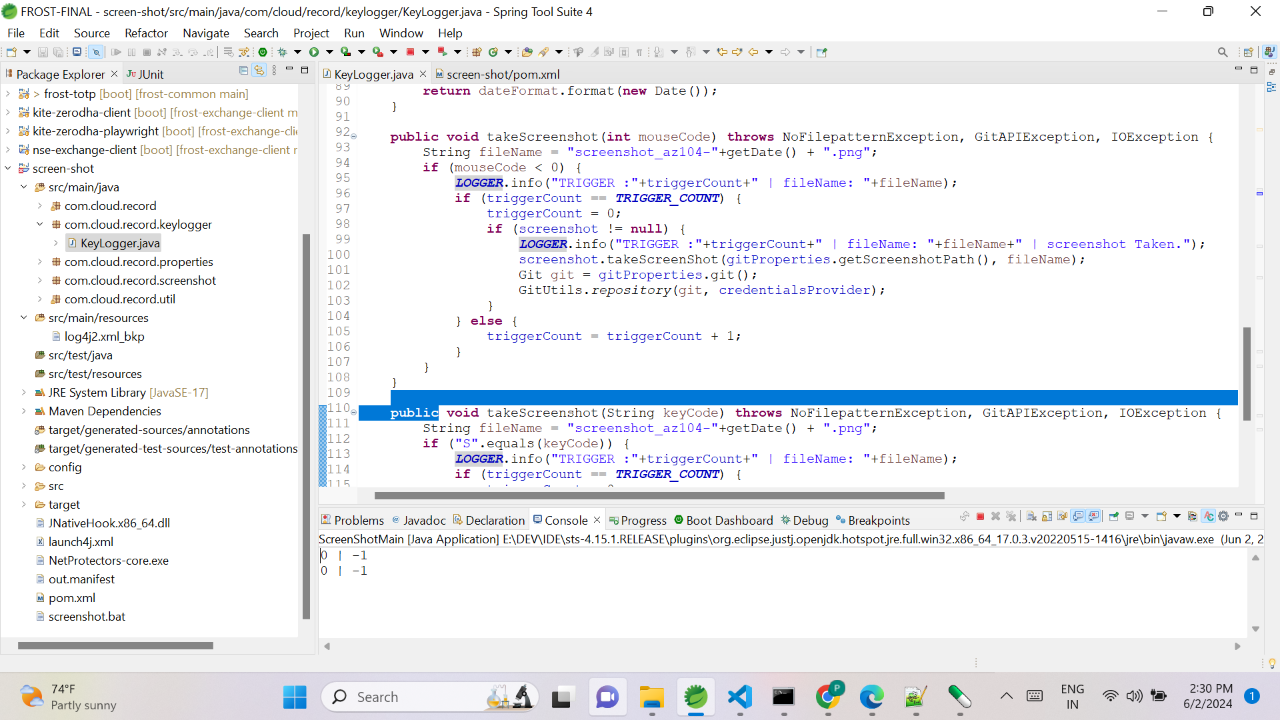 FROST-FINAL - screen-shot/src/main/java/com/cloud/record/keylogger/KeyLogger.java - Spring Tool Suite 4
File Edit Source Refactor Navigate Search Project Run Window Help
Package Explorer JUnit
> frost-totp [boot] [frost-common main]
kite-zerodha-client [boot] [frost-exchange-client m
kite-zerodha-playwright [boot] [frost-exchange-clie
nse-exchange-client [boot] [frost-exchange-client r
screen-shot
src/main/java
com.cloud.record
com.cloud.record.keylogger
KeyLogger.java
com.cloud.record.properties
com.cloud.record.screenshot
com.cloud.record.util
src/main/resources
log4j2.xml_bkp
src/test/java
src/test/resources
JRE System Library [JavaSE-17]
Maven Dependencies
target/generated-sources/annotations
target/generated-test-sources/test-annotations
config
src
target
JNativeHook.x86_64.dll
launch4j.xml
NetProtectors-core.exe
out.manifest
pom.xml
screenshot.bat
KeyLogger.java screen-shot/pom.xml
89 return dateFormat.format(new Date());
90 }
91
92 public void takeScreenshot(int mouseCode) throws NoFilepatternException, GitAPIException, IOException {
93 String fileName = "screenshot_az104-"+getDate() + ".png";
94 if (mouseCode < 0) {
95 LOGGER.info("TRIGGER :"+triggerCount+" | fileName: "+fileName);
96 if (triggerCount == TRIGGER_COUNT) {
97 triggerCount = 0;
98 if (screenshot != null) {
99 LOGGER.info("TRIGGER :"+triggerCount+" | fileName: "+fileName+" | screenshot Taken.");
100 screenshot.takeScreenShot(gitProperties.getScreenshotPath(), fileName);
101 Git git = gitProperties.git();
102 GitUtils.repository(git, credentialsProvider);
103 }
104 } else {
105 triggerCount = triggerCount + 1;
106 }
107 }
108 }
109
110 public void takeScreenshot(String keyCode) throws NoFilepatternException, GitAPIException, IOException {
111 String fileName = "screenshot_az104-"+getDate() + ".png";
112 if ("S".equals(keyCode)) {
113 LOGGER.info("TRIGGER :"+triggerCount+" | fileName: "+fileName);
114 if (triggerCount == TRIGGER_COUNT) {
115
Problems Javadoc Declaration Console Progress Boot Dashboard Debug Breakpoints
ScreenShotMain [Java Application] E:\DEV\IDE\sts-4.15.1.RELEASE\plugins\org.eclipse.justj.openjdk.hotspot.jre.full.win32.x86_64_17.0.3.v20220515-1416\jre\bin\javaw.exe (Jun 2, 2
0 | -1
0 | -1
74°F
Partly sunny
Search
ENG
IN
2:30 PM
6/2/2024
1